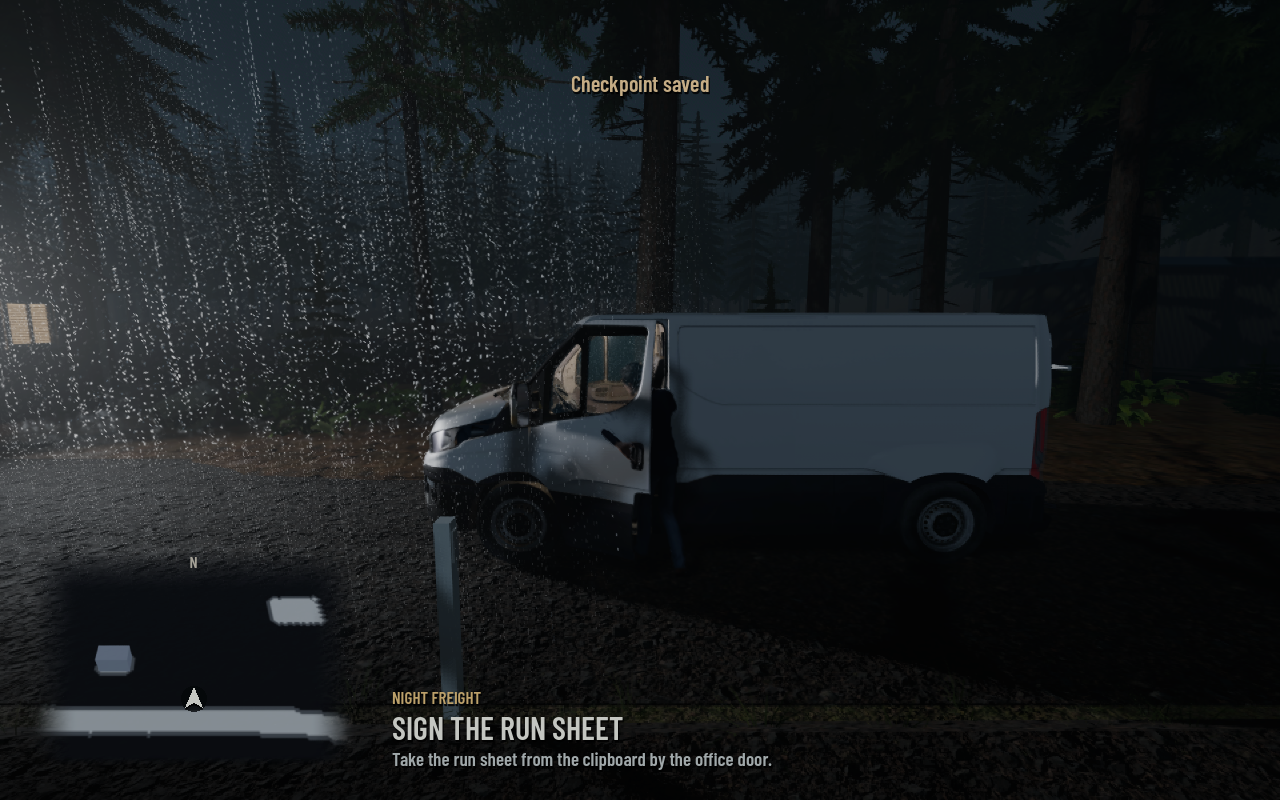 Checkpoint saved
N
NIGHT FREIGHT
SIGN THE RUN SHEET
Take the run sheet from the clipboard by the office door.